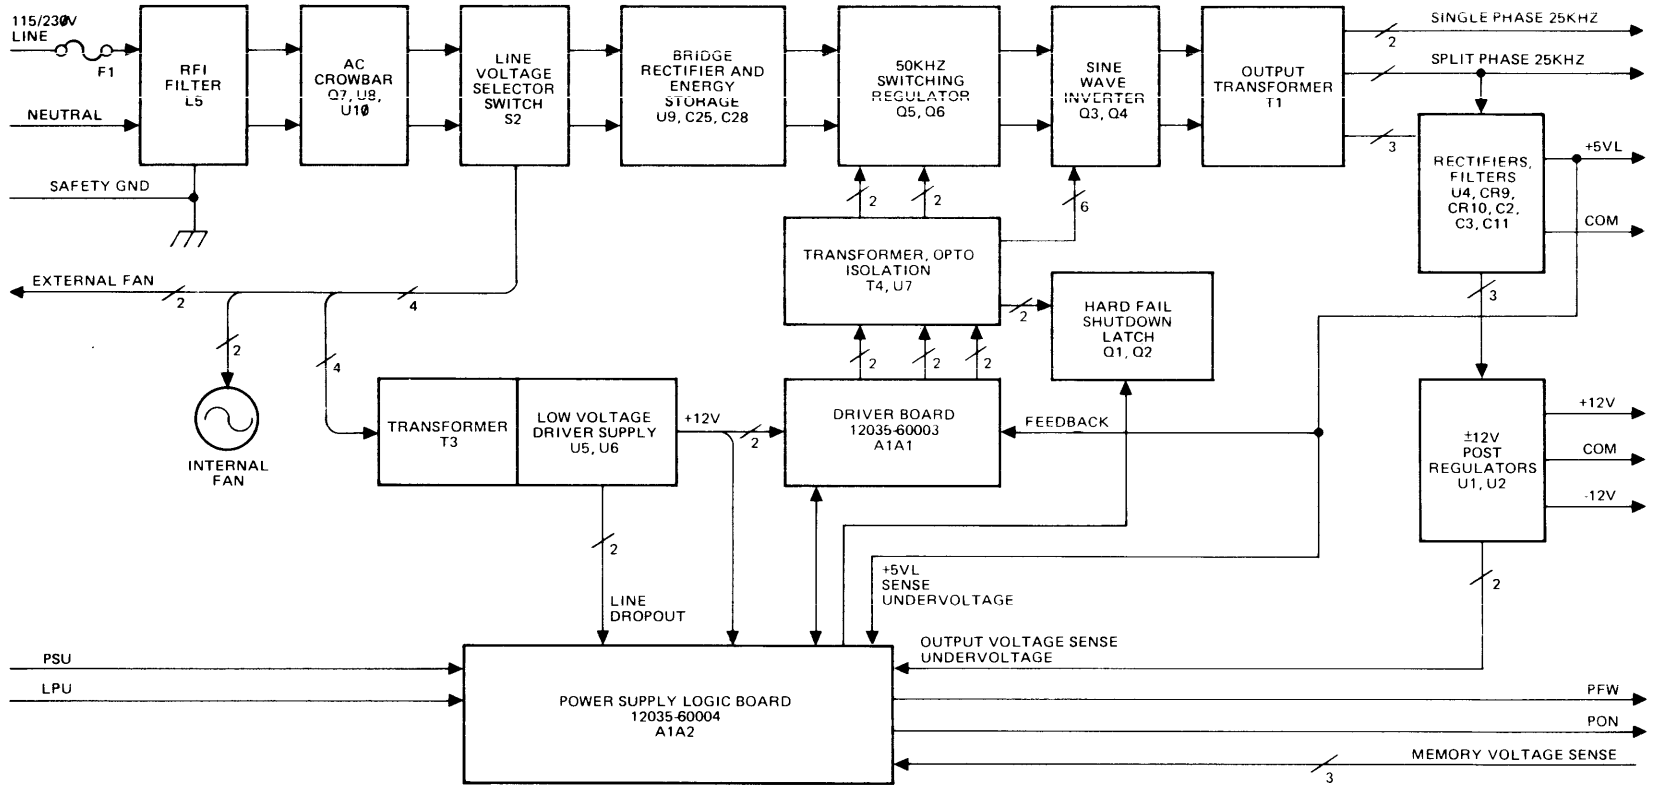 115/230V
LINE
F1
NEUTRAL
SAFETY GND
RFI
FILTER
L5
AC
CROWBAR
Q7, U8,
U10
LINE
VOLTAGE
SELECTOR
SWITCH
S2
BRIDGE
RECTIFIER AND
ENERGY
STORAGE
U9, C25, C28
50KHZ
SWITCHING
REGULATOR
Q5, Q6
SINE
WAVE
INVERTER
Q3, Q4
OUTPUT
TRANSFORMER
T1
SINGLE PHASE 25KHZ
2
SPLIT PHASE 25KHZ
3
RECTIFIERS,
FILTERS
U4, CR9,
CR10, C2,
C3, C11
+5VL
COM
2
2
6
TRANSFORMER, OPTO
ISOLATION
T4, U7
2
HARD FAIL
SHUTDOWN
LATCH
Q1, Q2
3
EXTERNAL FAN
2
4
2
4
INTERNAL
FAN
TRANSFORMER
T3
LOW VOLTAGE
DRIVER SUPPLY
U5, U6
+12V
2
2
2
2
DRIVER BOARD
12035-60003
A1A1
FEEDBACK
±12V
POST
REGULATORS
U1, U2
+12V
COM
-12V
2
LINE
DROPOUT
+5VL
SENSE
UNDERVOLTAGE
2
OUTPUT VOLTAGE SENSE
UNDERVOLTAGE
PSU
LPU
POWER SUPPLY LOGIC BOARD
12035-60004
A1A2
PFW
PON
MEMORY VOLTAGE SENSE
3